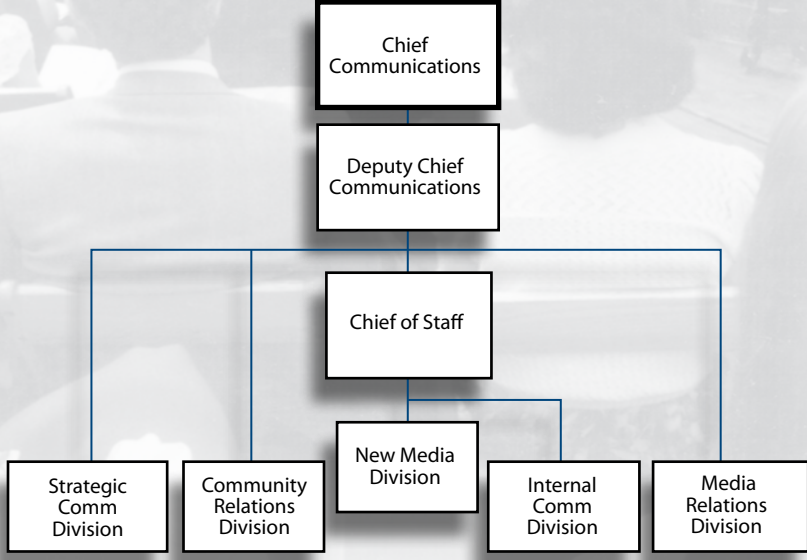 Chief
Communications
Deputy Chief
Communications
Chief of Staff
New Media
Division
Strategic
Comm
Division
Community
Relations
Division
Internal
Comm
Division
Media
Relations
Division